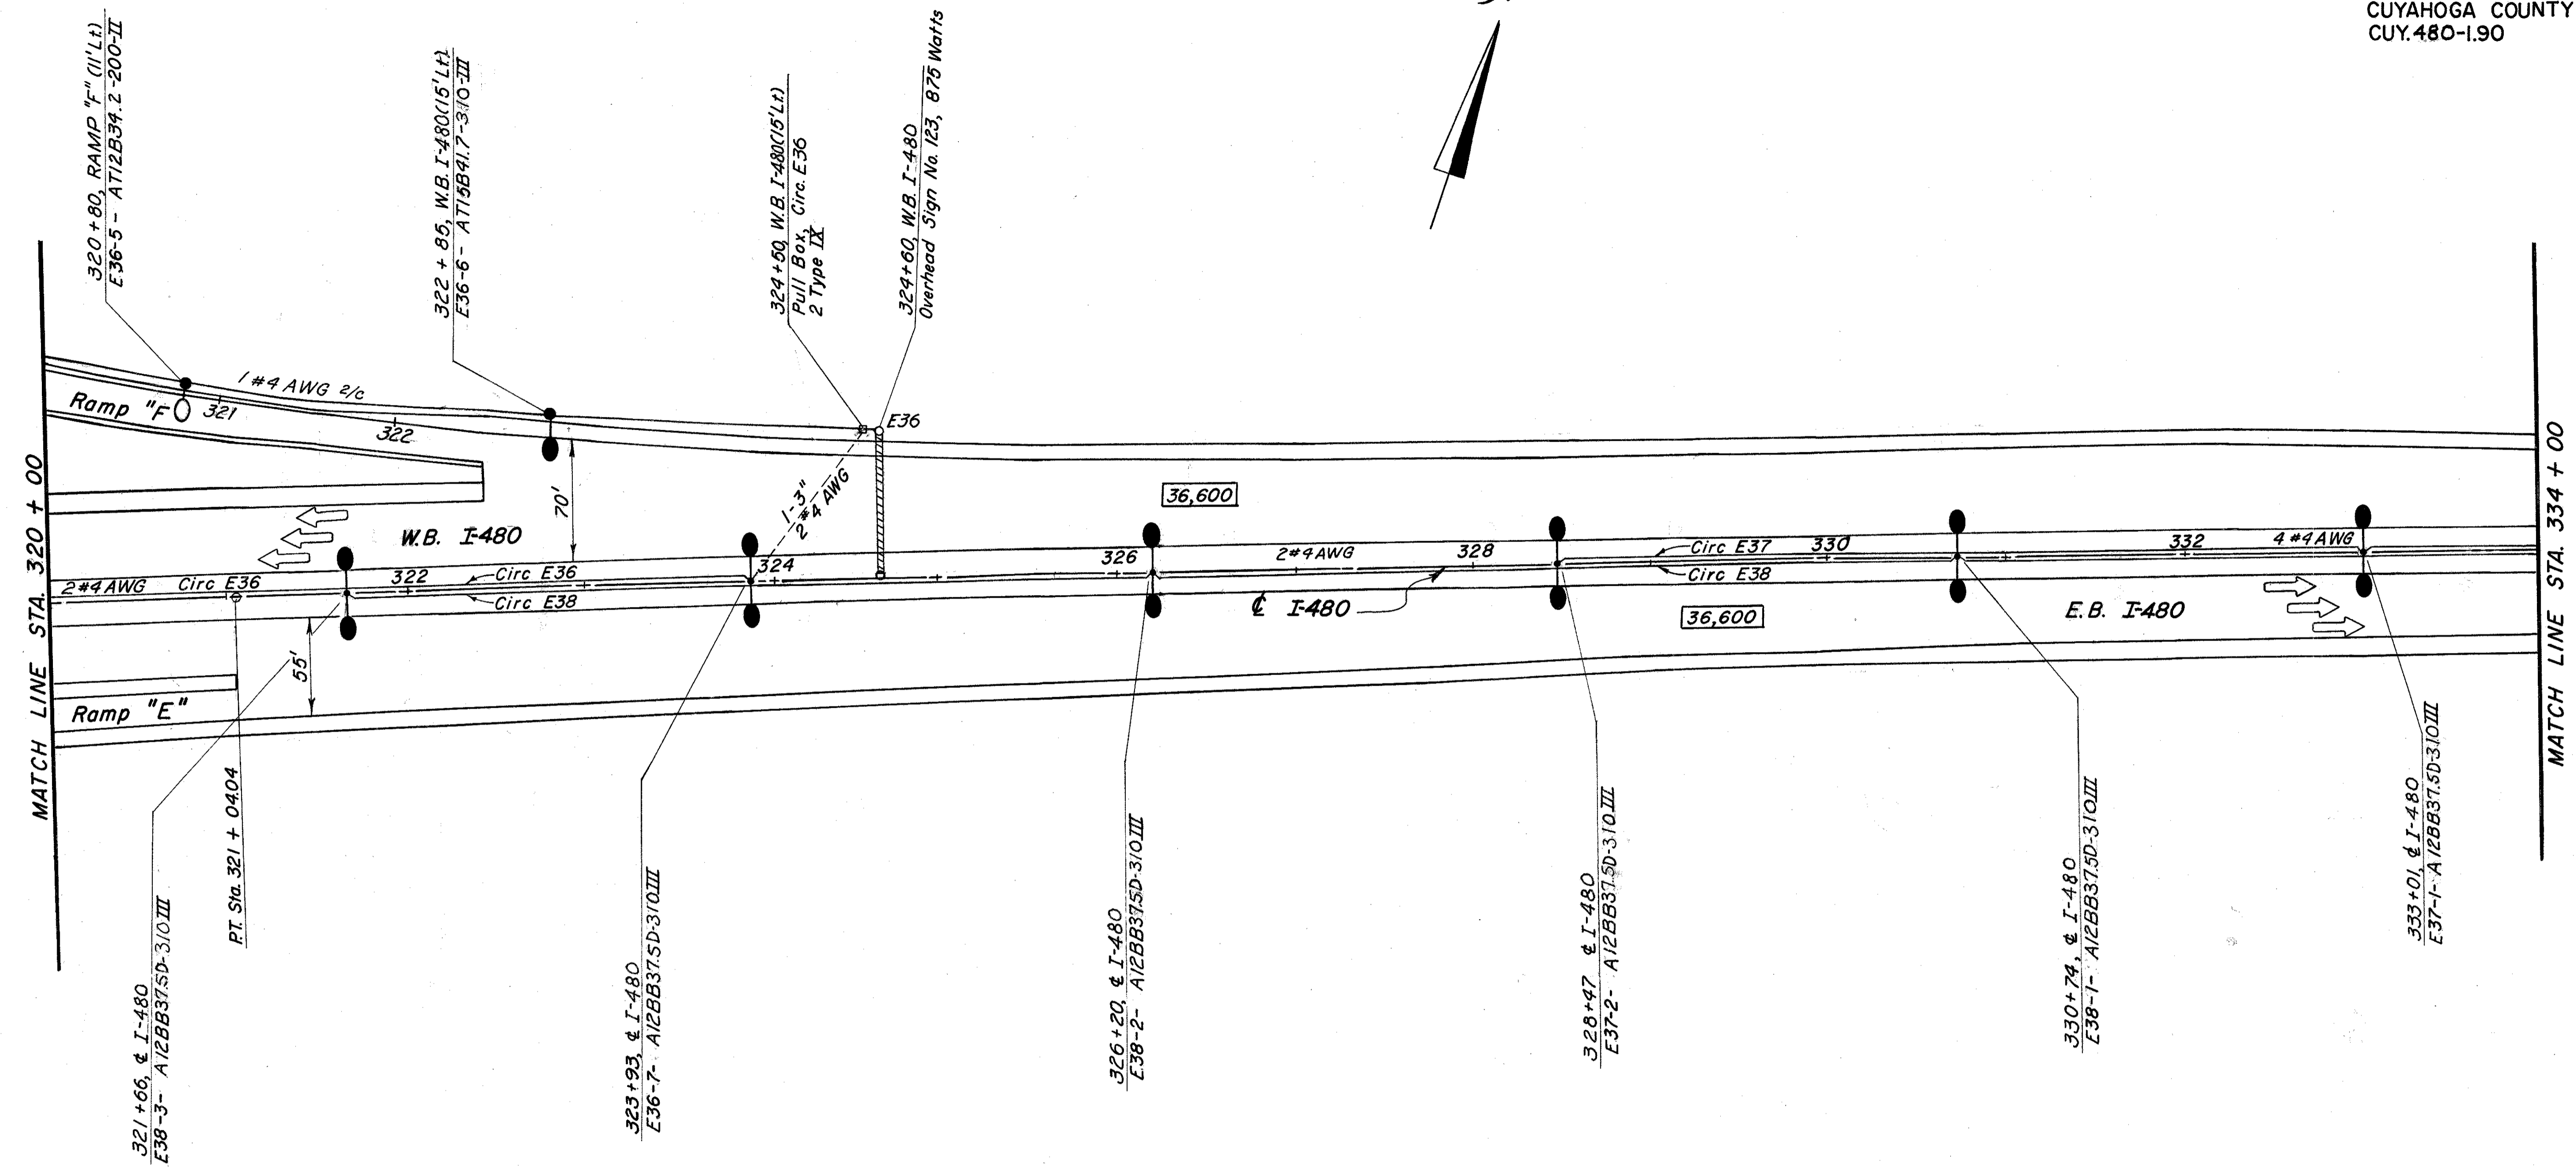 CUYAHOGA COUNTY
CUY.480-1.90
320+80, RAMP "F" (11' Lt.)
E36-5- AT12B34.2-200-II
322+85, W.B. I-480(15' Lt.)
E36-6- AT15B41.7-310-III
324+50, W.B. I-480(15' Lt.)
Pull Box, Circ. E36
2 Type IX
324+60, W.B. I-480
Overhead Sign No. 123, 875 Watts
MATCH LINE STA. 320+00
MATCH LINE STA. 334+00
1 #4 AWG 2/c
Ramp "F"
321
322
E36
70'
1-3"
2 #4 AWG
36,600
W.B. I-480
2 #4 AWG
Circ E36
322
Circ E36
Circ E38
324
326
2 #4 AWG
328
Circ E37
Circ E38
330
332
4 #4 AWG
℄ I-480
36,600
E.B. I-480
55'
Ramp "E"
P.T. Sta. 321+04.04
321+66, ℄ I-480
E38-3- A12BB37.5D-310III
323+93, ℄ I-480
E36-7- A12BB37.5D-310III
326+20, ℄ I-480
E38-2- A12BB37.5D-310III
328+47 ℄ I-480
E37-2- A12BB37.5D-310III
330+74, ℄ I-480
E38-1- A12BB37.5D-310III
333+01, ℄ I-480
E37-1- A12BB37.5D-310III